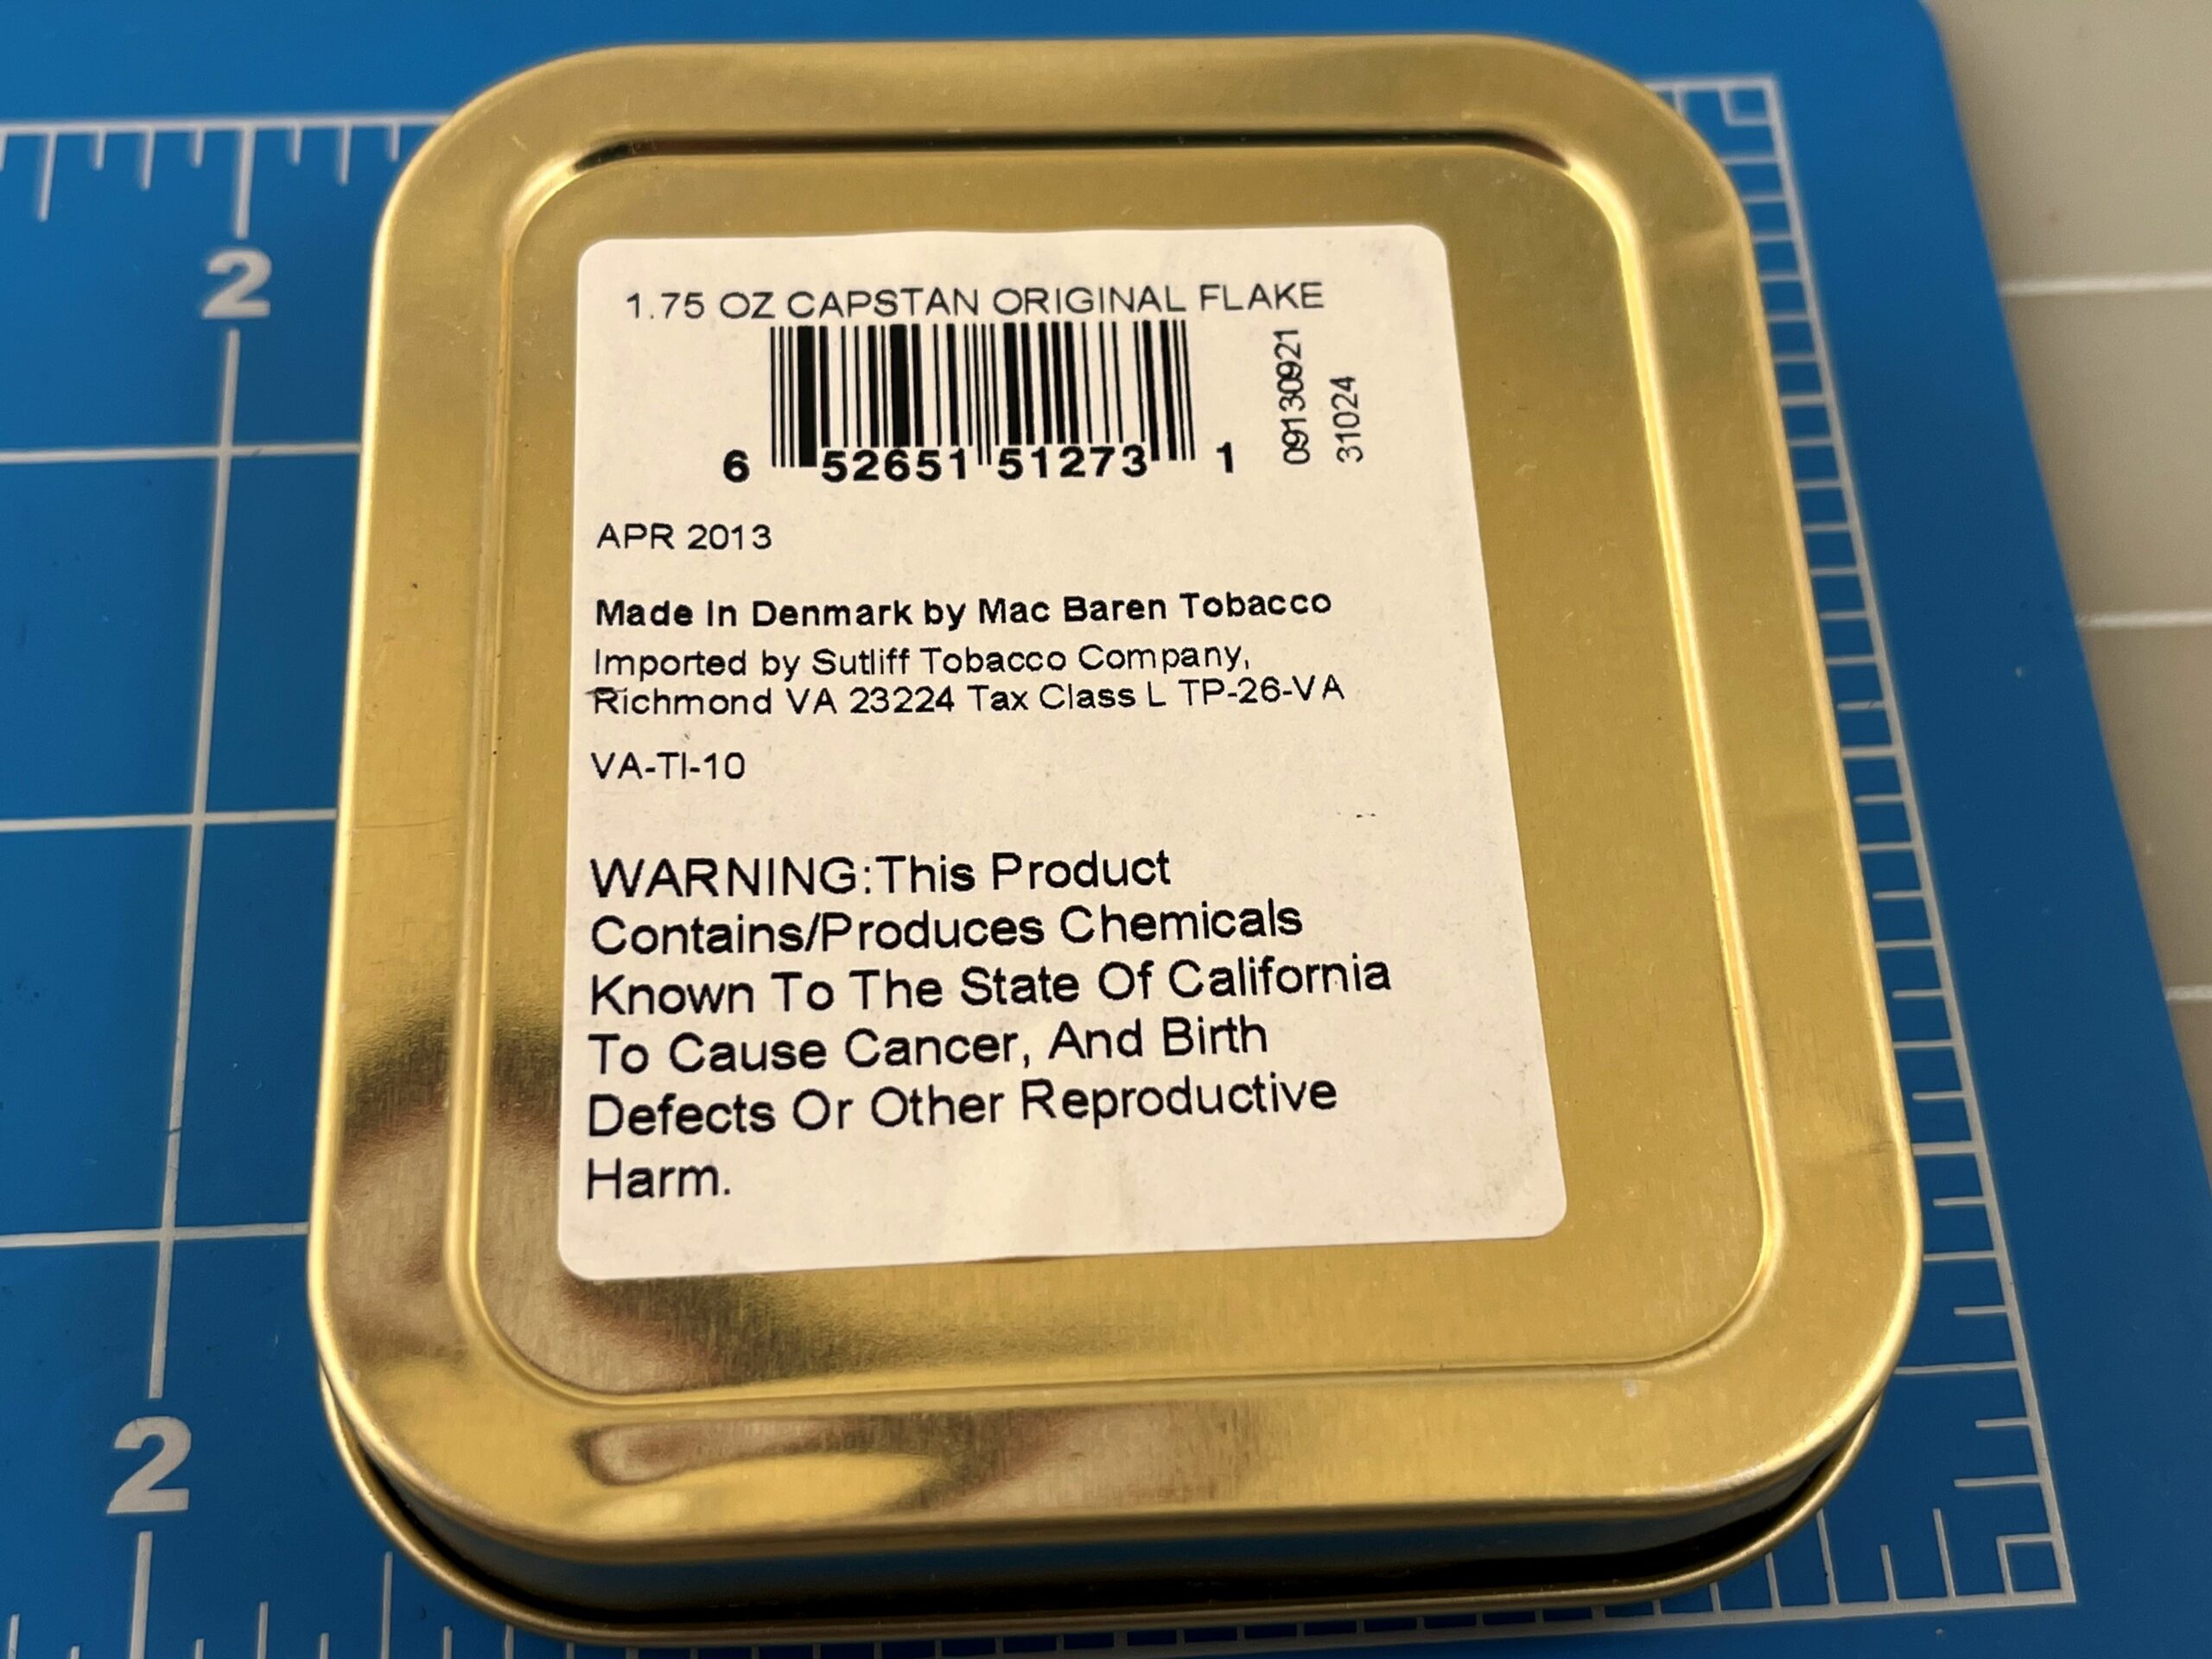 2
1.75 OZ CAPSTAN ORIGINAL FLAKE
6 52651 51273 1
09130921
31024
APR 2013
Made In Denmark by Mac Baren Tobacco
Imported by Sutliff Tobacco Company,
Richmond VA 23224 Tax Class L TP-26-VA
VA-TI-10
WARNING:This Product
Contains/Produces Chemicals
Known To The State Of California
To Cause Cancer, And Birth
Defects Or Other Reproductive
Harm.
2